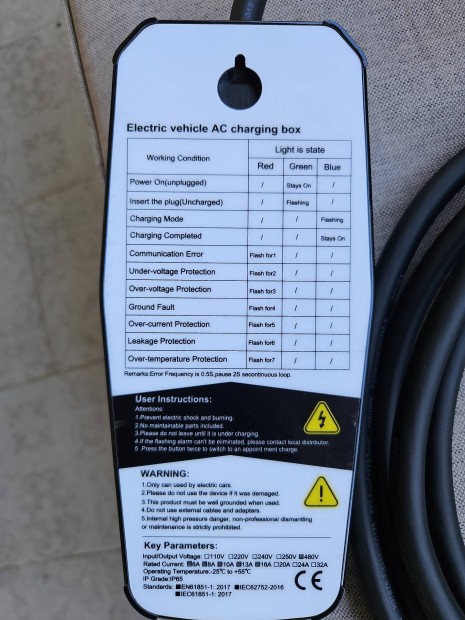 Electric vehicle AC charging box
Working Condition Light is state
Red Green Blue
Power On(unplugged) / Stays On /
Insert the plug(Uncharged) / Flashing /
Charging Mode / / Flashing
Charging Completed / / Stays On
Communication Error Flash for1 / /
Under-voltage Protection Flash for2 / /
Over-voltage Protection Flash for3 / /
Ground Fault Flash for4 / /
Over-current Protection Flash for5 / /
Leakage Protection Flash for6 / /
Over-temperature Protection Flash for7 / /
Remarks:Error Frequency is 0.5S,pause 2S secontinuous loop.
User Instructions:
Attentions:
1.Prevent electric shock and burning.
2.No maintainable parts included.
3.Please do not leave until it is under charging.
4.If the flashing alarm can't be eliminated, please contact local distributor.
5 .Press the button twice to switch to an appoint ment charge.
WARNING:
1.Only can be used by electric cars.
2.Please do not use the device if it was damaged.
3.This product must be well grounded when used.
4.Do not use external cables and adapters.
5.Internal high pressure danger, non-professional dismantling
or maintenance is strictly prohibited.
Key Parameters:
Input/Output Voltage: ☐110V ☐220V ☐240V ☐250V ■480V
Rated Current: ■6A ■8A ■10A ■13A ■16A ☐20A ☐24A ☐32A
Operating Temperature:-25℃ to +55℃
IP Grade:IP65
Standards: ■EN61851-1: 2017 ■IEC62752-2016
■IEC61851-1: 2017
CE